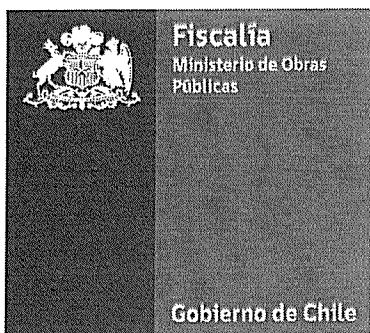 Fiscalía
Ministerio de Obras
Públicas
Gobierno de Chile